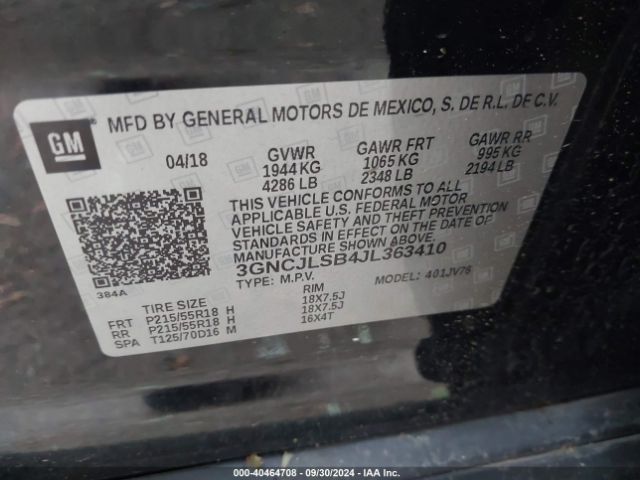 MFD BY GENERAL MOTORS DE MEXICO, S. DE R.L. DE C.V.
GM
04/18 GVWR GAWR FRT GAWR RR
1944 KG 1065 KG 995 KG
4286 LB 2348 LB 2194 LB
THIS VEHICLE CONFORMS TO ALL
APPLICABLE U.S. FEDERAL MOTOR
VEHICLE SAFETY AND THEFT PREVENTION
STANDARDS IN EFFECT ON THE DATE OF
MANUFACTURE SHOWN ABOVE.
3GNCJLSB4JL363410
TYPE: M.P.V. MODEL: 401JV76
384A
TIRE SIZE RIM
FRT P215/55R18 H 18X7.5J
RR P215/55R18 H 18X7.5J
SPA T125/70D16 M 16X4T
00-40464708 - 09/30/2024 - IAA Inc.